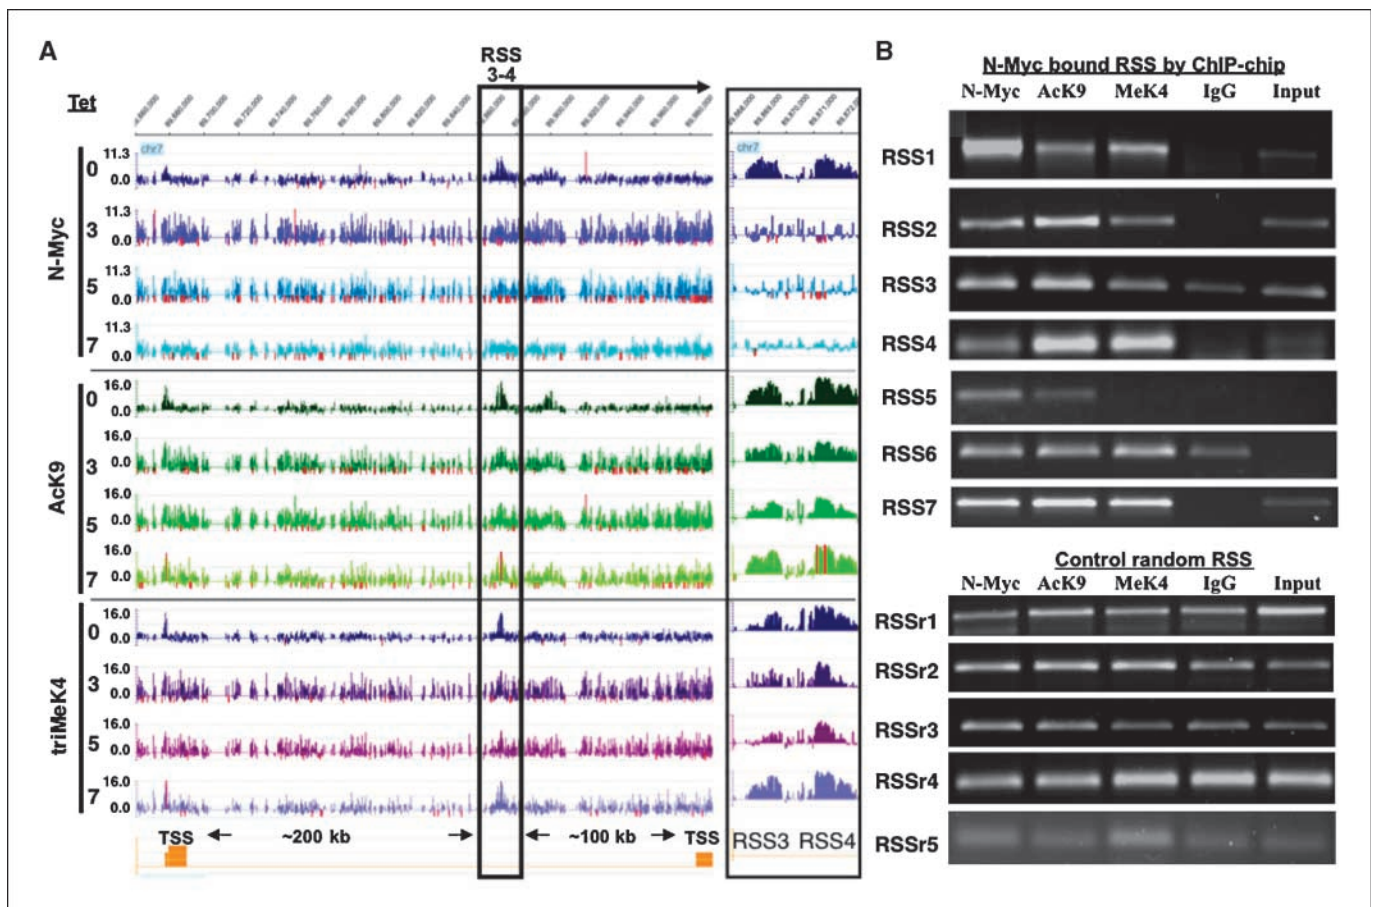 A
RSS
3-4
Tet
chr7
chr7
N-Myc
0
11.3
0.0
3
11.3
0.0
5
11.3
0.0
7
11.3
0.0
AcK9
0
16.0
0.0
3
16.0
0.0
5
16.0
0.0
7
16.0
0.0
triMeK4
0
16.0
0.0
3
16.0
0.0
5
16.0
0.0
7
16.0
0.0
TSS
~200 kb
~100 kb
TSS
RSS3 RSS4
B
N-Myc bound RSS by ChIP-chip
N-Myc AcK9 MeK4 IgG Input
RSS1
RSS2
RSS3
RSS4
RSS5
RSS6
RSS7
Control random RSS
N-Myc AcK9 MeK4 IgG Input
RSSr1
RSSr2
RSSr3
RSSr4
RSSr5